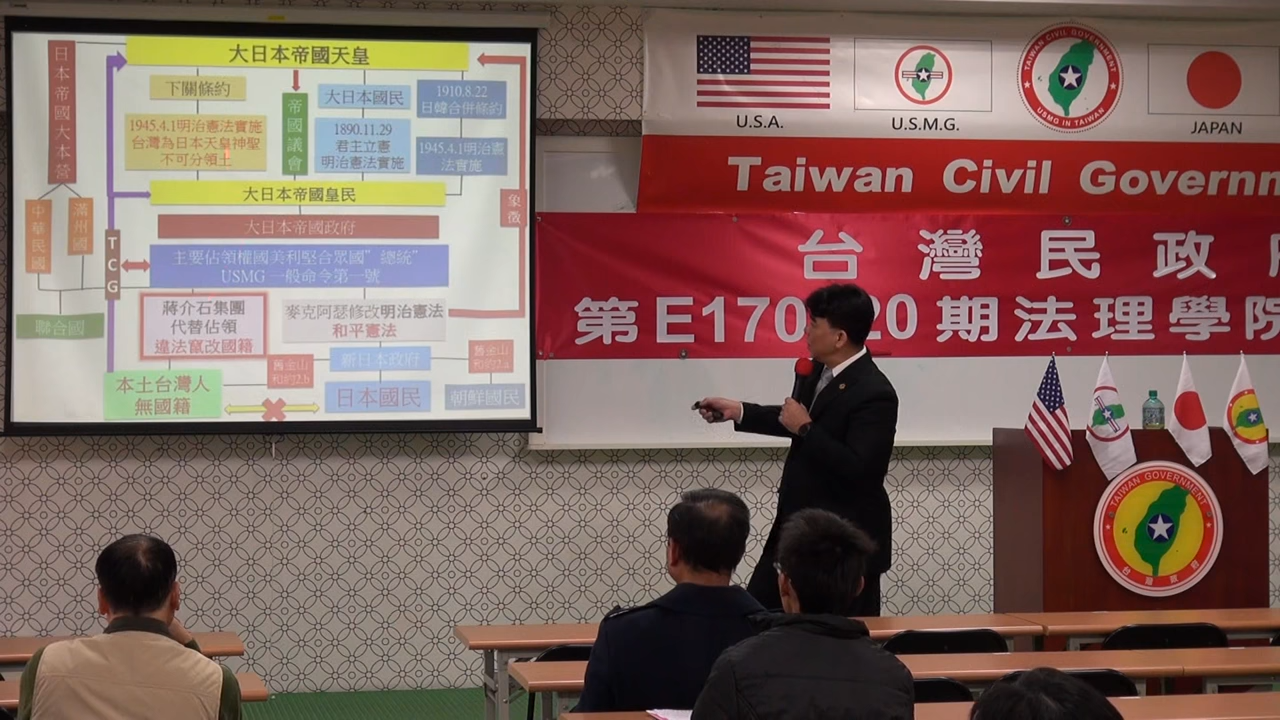 大日本帝國天皇
日本帝國大本營
下關條約
帝國議會
大日本國民
1910.8.22
日韓合併條約
1945.4.1明治憲法實施
台灣為日本天皇神聖
不可分領土
1890.11.29
君主立憲
明治憲法實施
1945.4.1明治憲
法實施
大日本帝國皇民
象徵
中華民國
滿州國
大日本帝國政府
TCG
主要佔領權國美利堅合眾國”總統”
USMG 一般命令第一號
聯合國
蔣介石集團
代替佔領
違法竄改國籍
麥克阿瑟修改明治憲法
和平憲法
舊金山
和約2.b
新日本政府
舊金山
和約2.a
本土台灣人
無國籍
日本國民
朝鮮國民
U.S.A.
U.S.M.G.
TAIWAN CIVIL GOVERNMENT
USMG IN TAIWAN
JAPAN
Taiwan Civil Governm
台灣民政
第E170 20期法理學院
TAIWAN GOVERNMENT
台灣政府